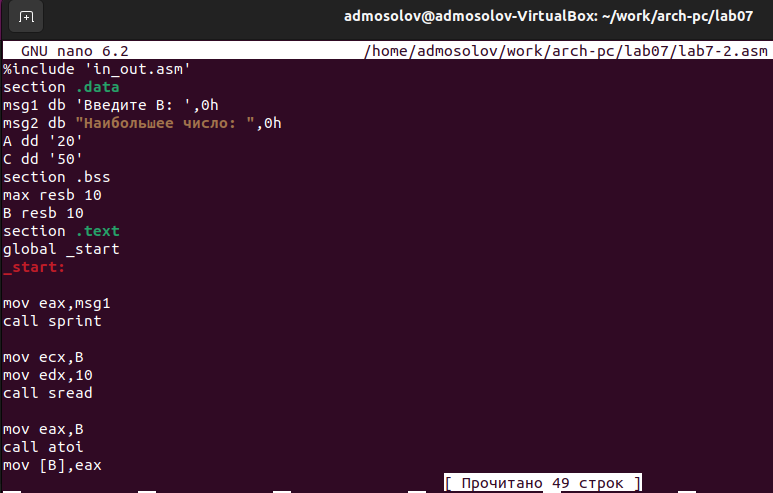 admosolov@admosolov-VirtualBox: ~/work/arch-pc/lab07
GNU nano 6.2 /home/admosolov/work/arch-pc/lab07/lab7-2.asm
%include 'in_out.asm'
section .data
msg1 db 'Введите B: ',0h
msg2 db "Наибольшее число: ",0h
A dd '20'
C dd '50'
section .bss
max resb 10
B resb 10
section .text
global _start
_start:
mov eax,msg1
call sprint
mov ecx,B
mov edx,10
call sread
mov eax,B
call atoi
mov [B],eax
[ Прочитано 49 строк ]